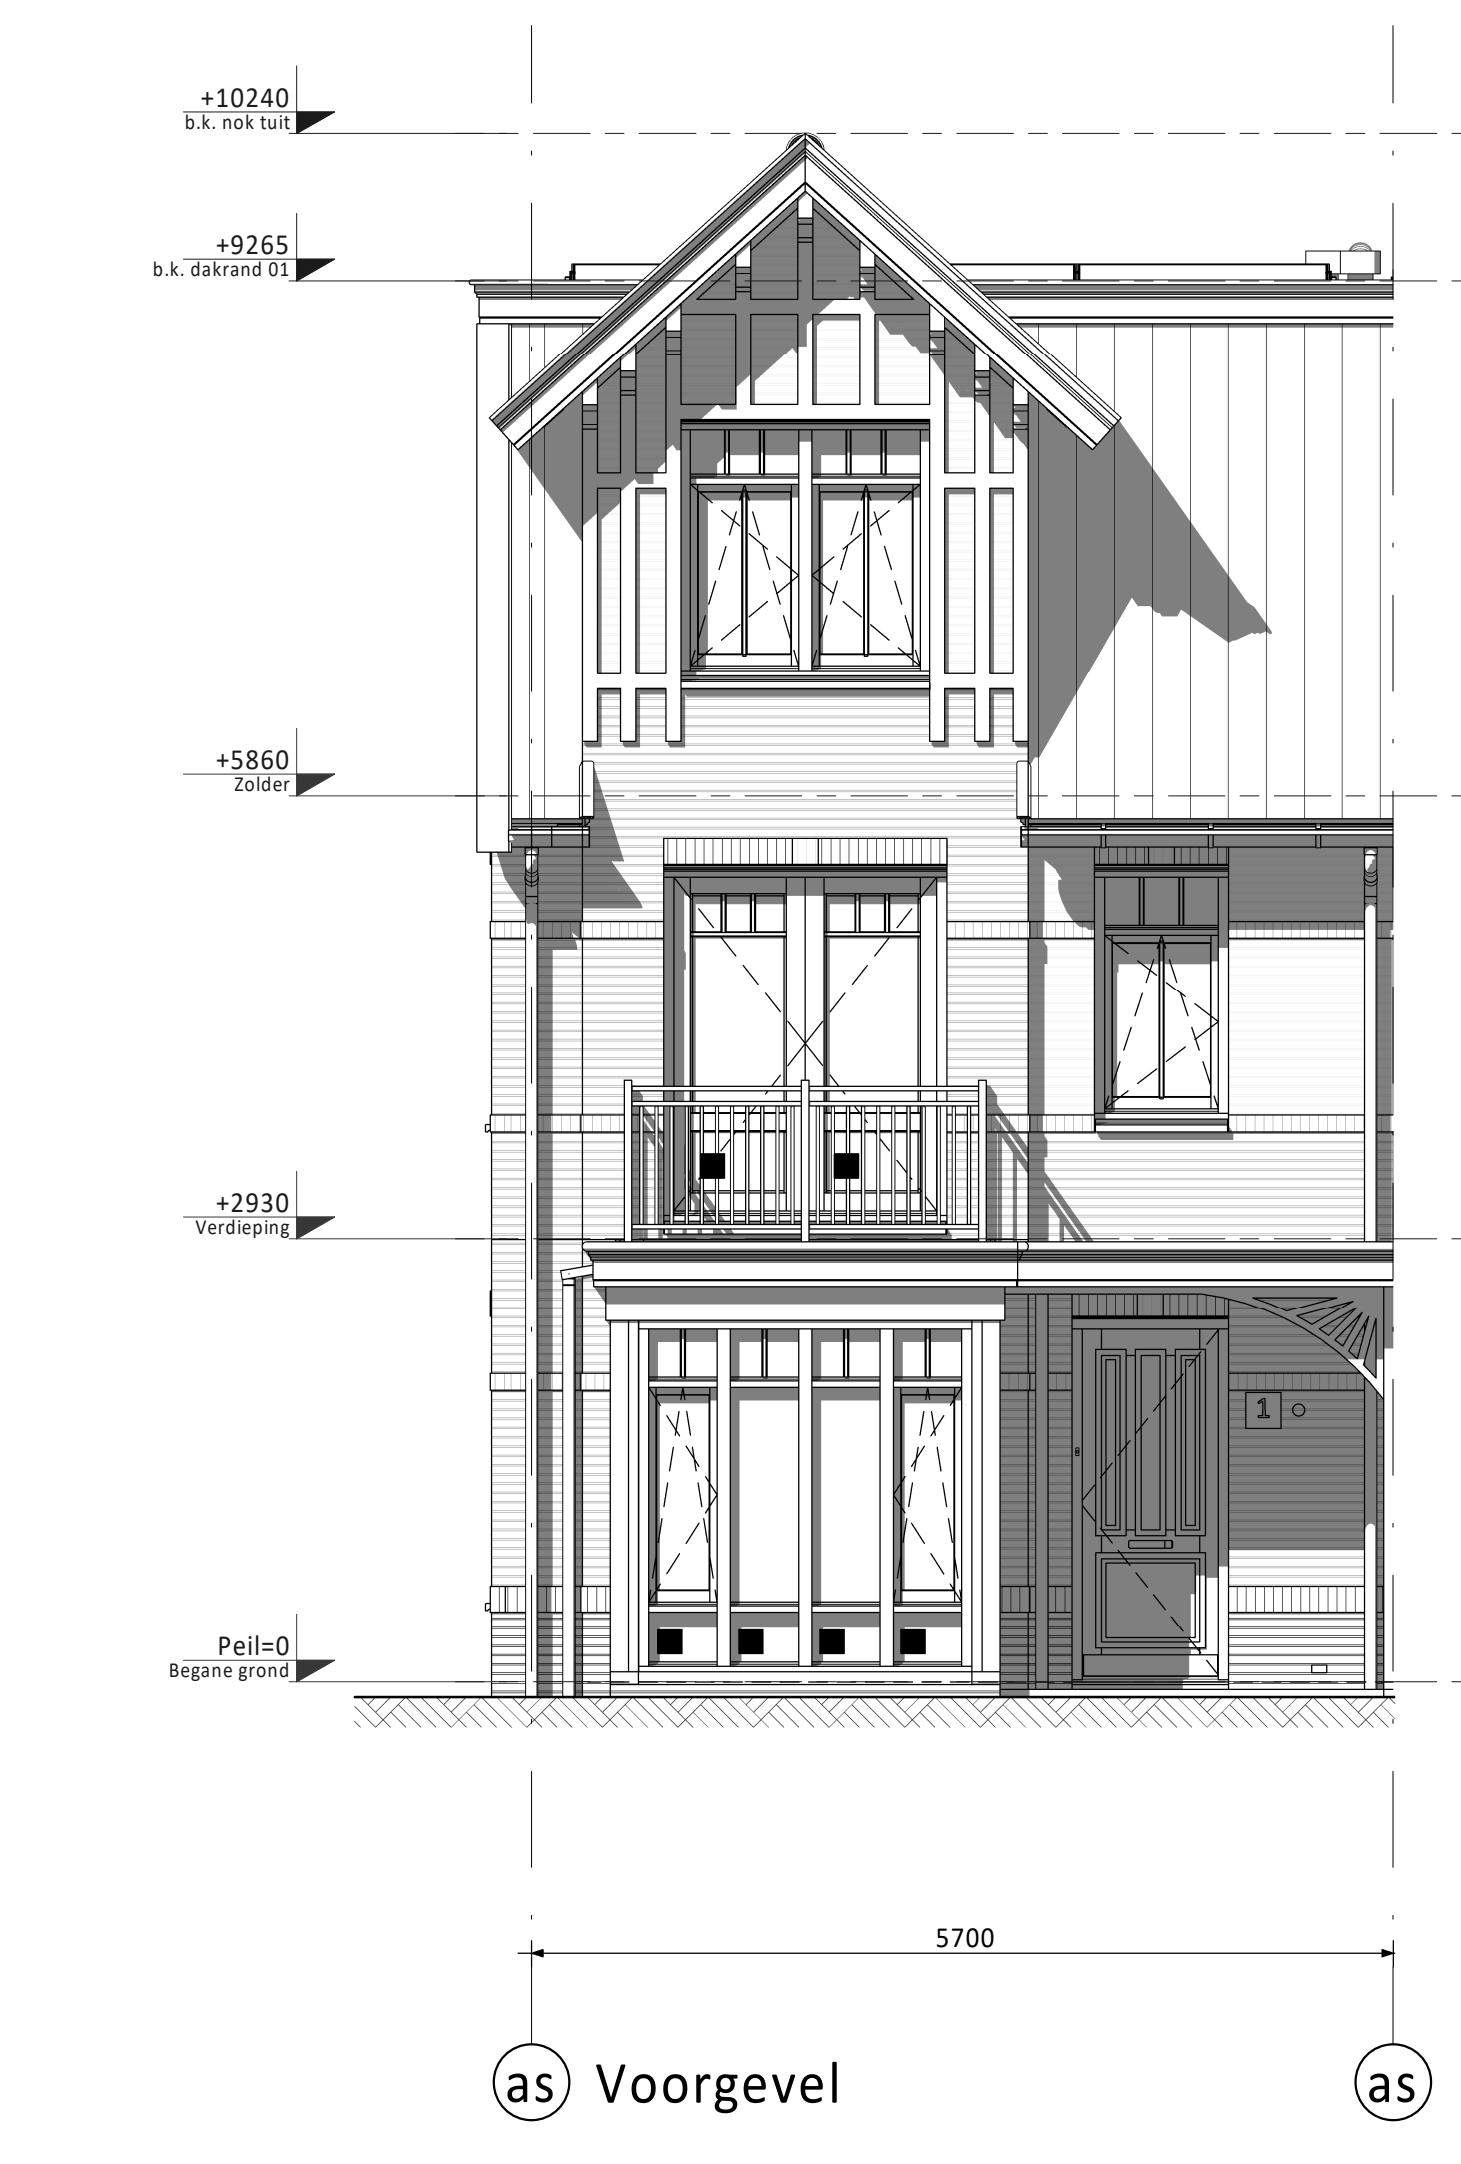 +10240
b.k. nok tuit
+9265
b.k. dakrand 01
+5860
Zolder
+2930
Verdieping
1
Peil=0
Begane grond
5700
as Voorgevel as